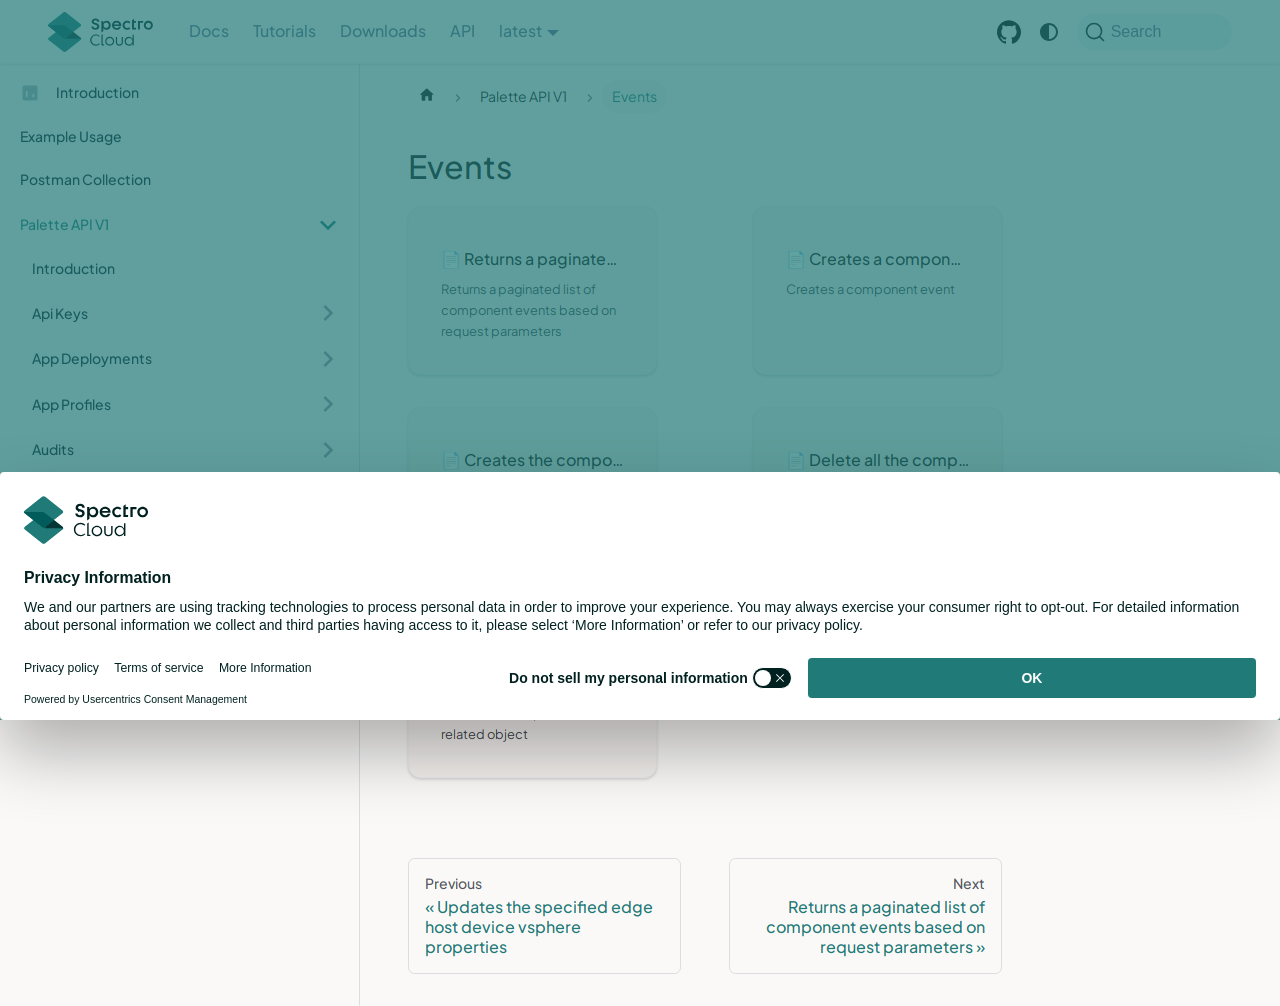 Spectro
Cloud
Docs
Tutorials
Downloads
API
latest
Search
Introduction
Example Usage
Postman Collection
Palette API V1
Introduction
Api Keys
App Deployments
App Profiles
Audits
Palette API V1
Events
Events
Returns a paginate…
Returns a paginated list of
component events based on
request parameters
Creates a compon…
Creates a component event
Creates the compo…
Delete all the comp…
Spectro
Cloud
Privacy Information
We and our partners are using tracking technologies to process personal data in order to improve your experience. You may always exercise your consumer right to opt-out. For detailed information
about personal information we collect and third parties having access to it, please select ‘More Information’ or refer to our privacy policy.
Privacy policy
Terms of service
More Information
Do not sell my personal information
OK
Powered by Usercentrics Consent Management
related object
Previous
« Updates the specified edge
host device vsphere
properties
Next
Returns a paginated list of
component events based on
request parameters »